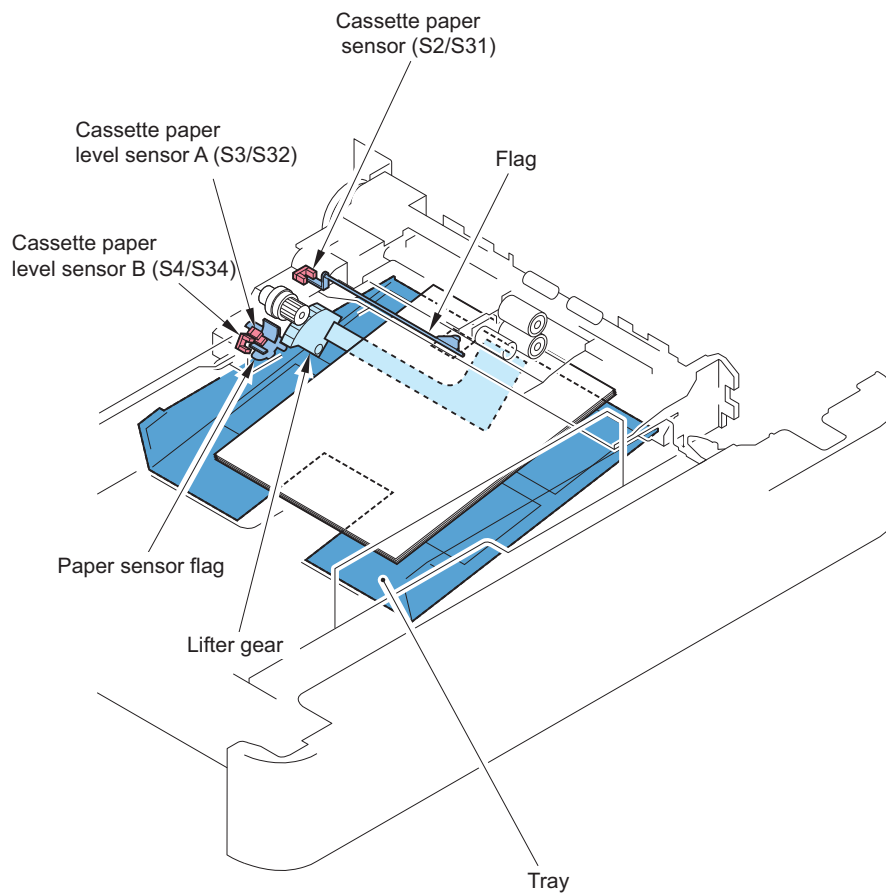 Cassette paper
sensor (S2/S31)
Cassette paper
level sensor A (S3/S32)
Flag
Cassette paper
level sensor B (S4/S34)
Paper sensor flag
Lifter gear
Tray